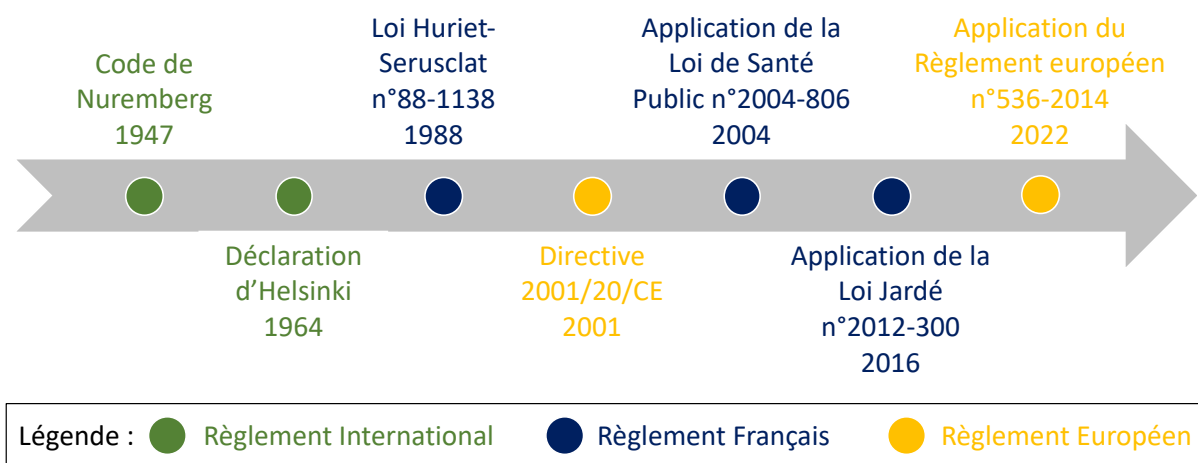 Code de
Nuremberg
1947
Déclaration
d’Helsinki
1964
Loi Huriet-
Serusclat
n°88-1138
1988
Directive
2001/20/CE
2001
Application de la
Loi de Santé
Public n°2004-806
2004
Application de la
Loi Jardé
n°2012-300
2016
Application du
Règlement européen
n°536-2014
2022
Légende :
Règlement International
Règlement Français
Règlement Européen